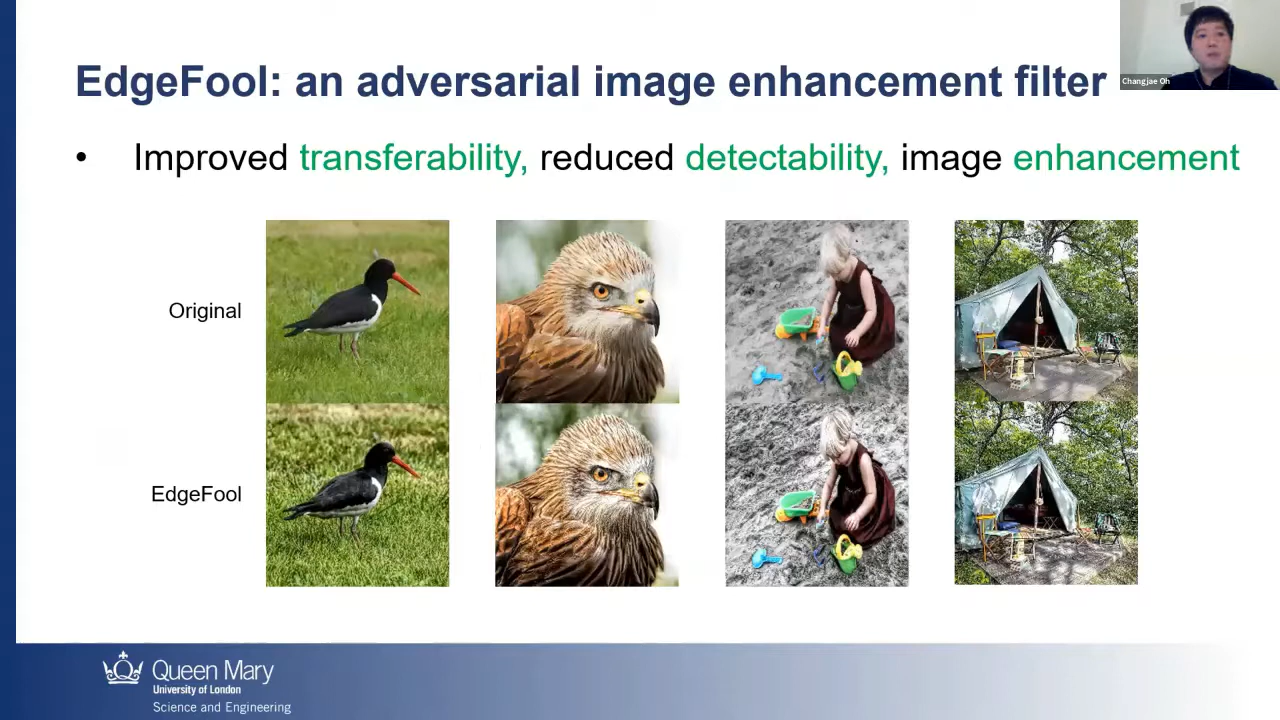 EdgeFool: an adversarial image enhancement filter
Changjae Oh
• Improved transferability, reduced detectability, image enhancement
Original
EdgeFool
Queen Mary
University of London
Science and Engineering